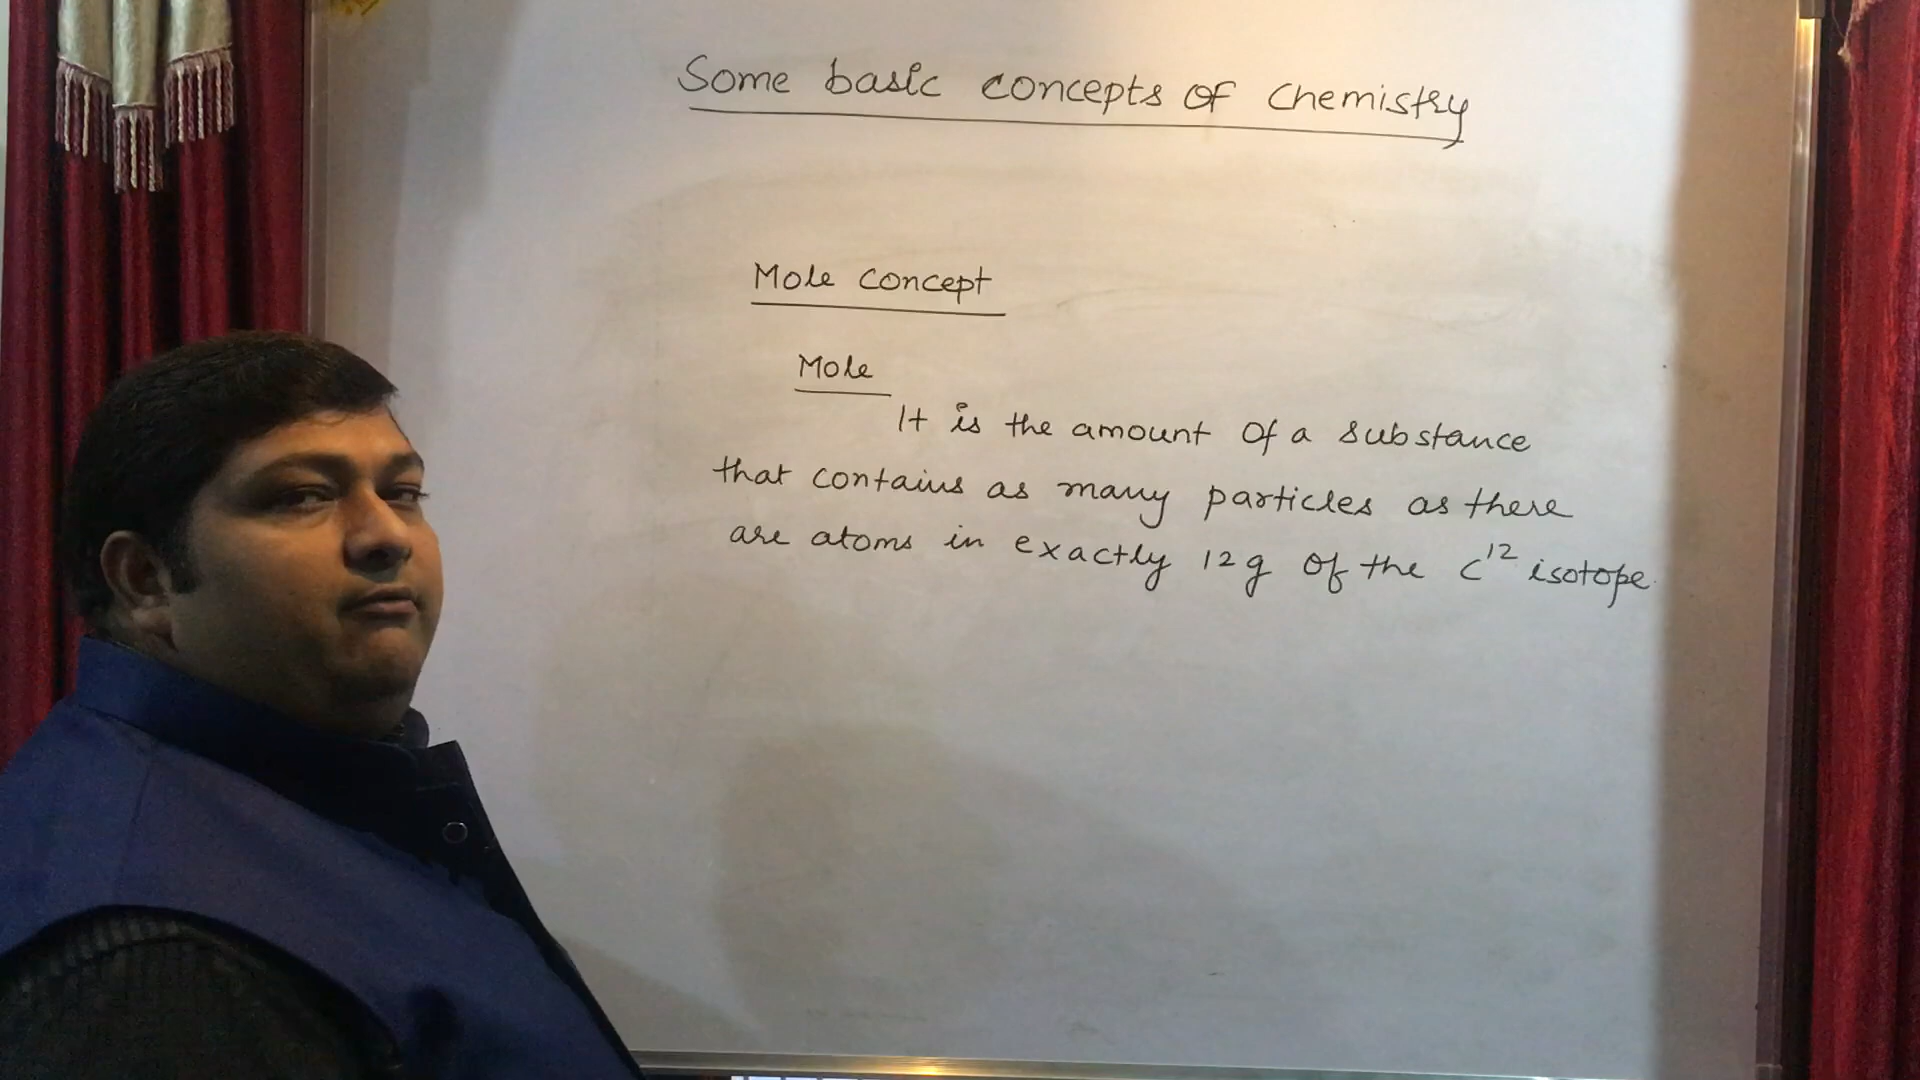 Some basic concepts of Chemistry
Mole Concept
Mole
It is the amount of a substance
that contains as many particles as there
are atoms in exactly 12g of the C¹² isotope.